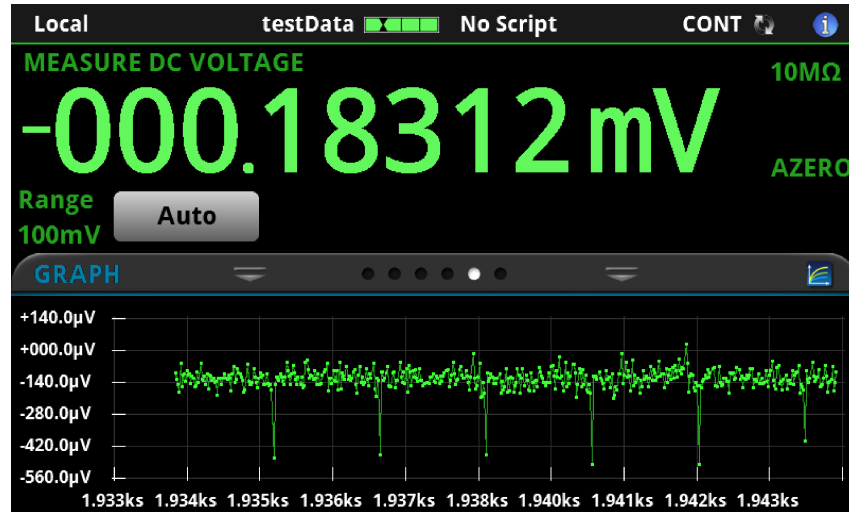 Local testData No Script CONT i
MEASURE DC VOLTAGE
10MΩ
-000.18312 mV
AZERO
Range
100mV
Auto
GRAPH
+140.0µV
+000.0µV
-140.0µV
-280.0µV
-420.0µV
-560.0µV
1.933ks 1.934ks 1.935ks 1.936ks 1.937ks 1.938ks 1.940ks 1.941ks 1.942ks 1.943ks